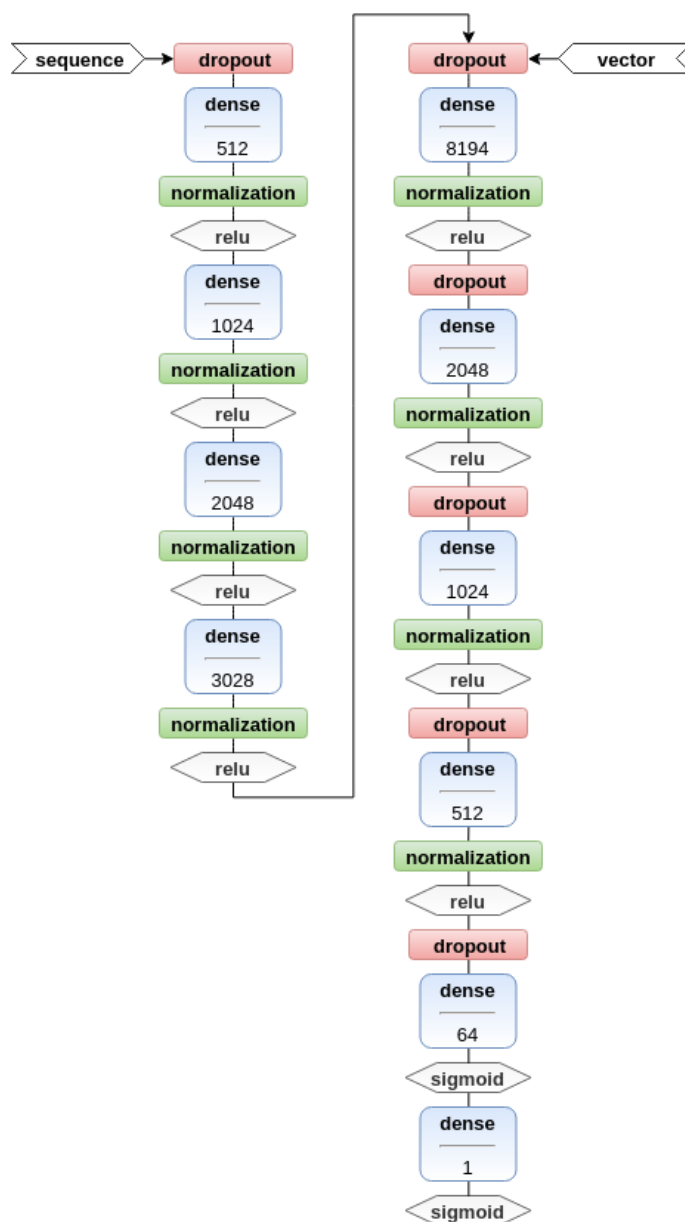 sequence
dropout
dense
512
normalization
relu
dense
1024
normalization
relu
dense
2048
normalization
relu
dense
3028
normalization
relu
dropout
vector
dense
8194
normalization
relu
dropout
dense
2048
normalization
relu
dropout
dense
1024
normalization
relu
dropout
dense
512
normalization
relu
dropout
dense
64
sigmoid
dense
1
sigmoid